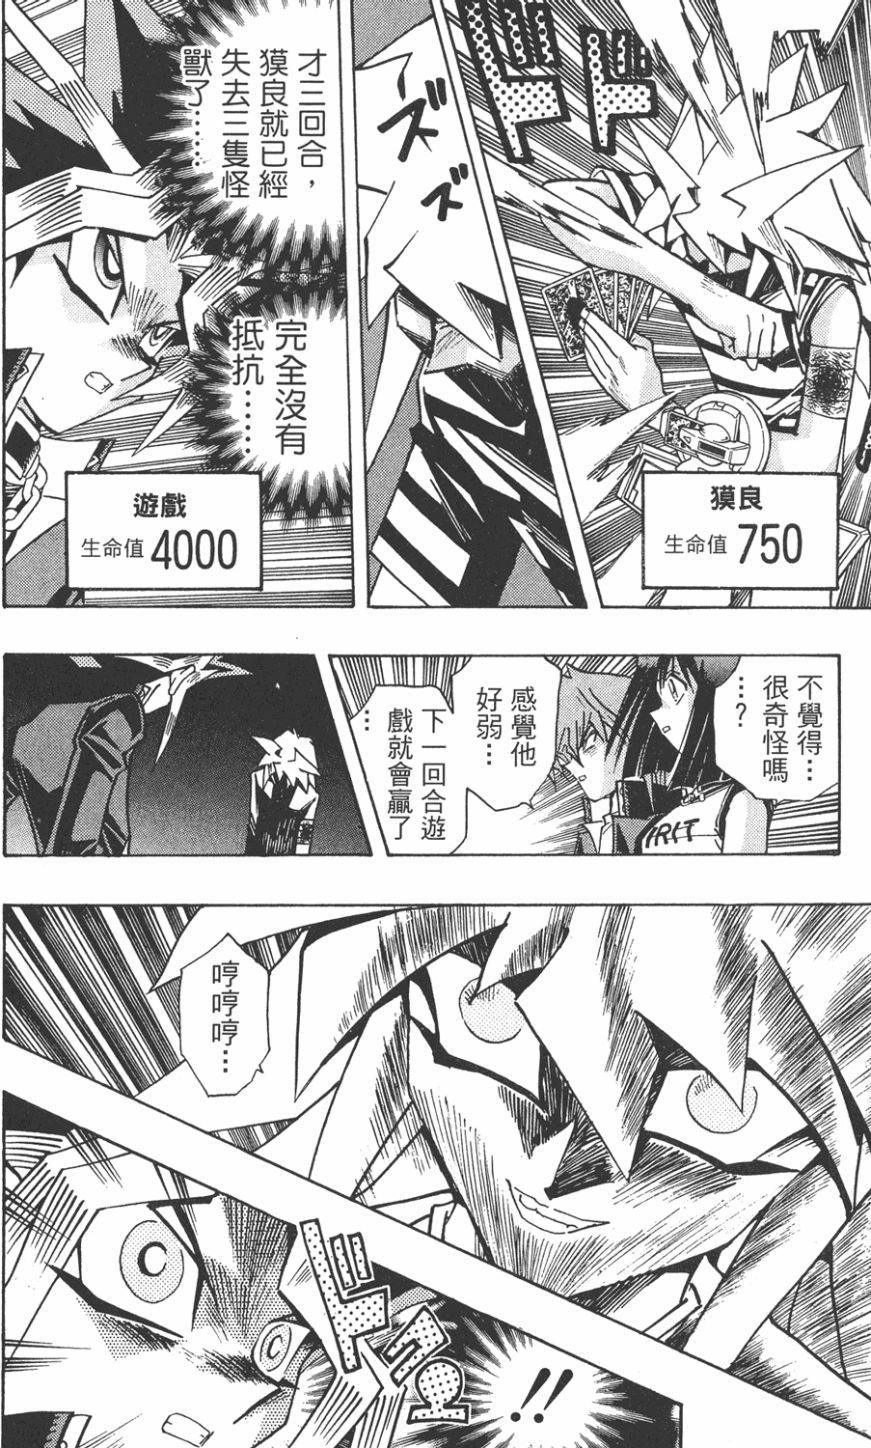 ドドド
獏良
生命值 750
ズズ
才三回合，
獏良就已經
失去三隻怪
獸了……
完全沒有
抵抗……
遊戲
生命值 4000
不覺得…
很奇怪嗎
…?
感覺他
好弱…
下一回合遊
戲就會贏了
…
IRIT
哼哼哼…
ドクン
!!